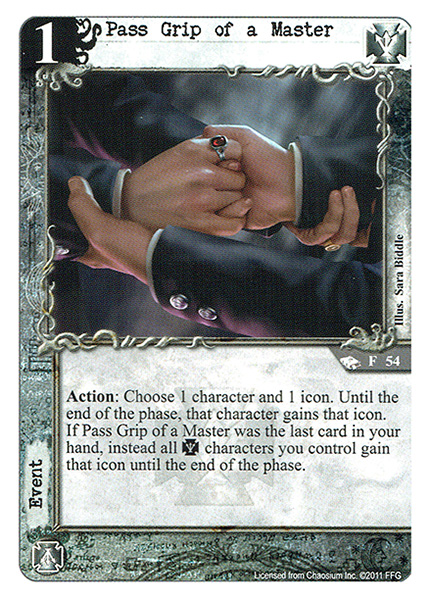 1 Pass Grip of a Master
Illus. Sara Biddle
F 54
Action: Choose 1 character and 1 icon. Until the
end of the phase, that character gains that icon.
If Pass Grip of a Master was the last card in your
hand, instead all characters you control gain
that icon until the end of the phase.
Event
Licensed from Chaosium Inc. ©2011 FFG